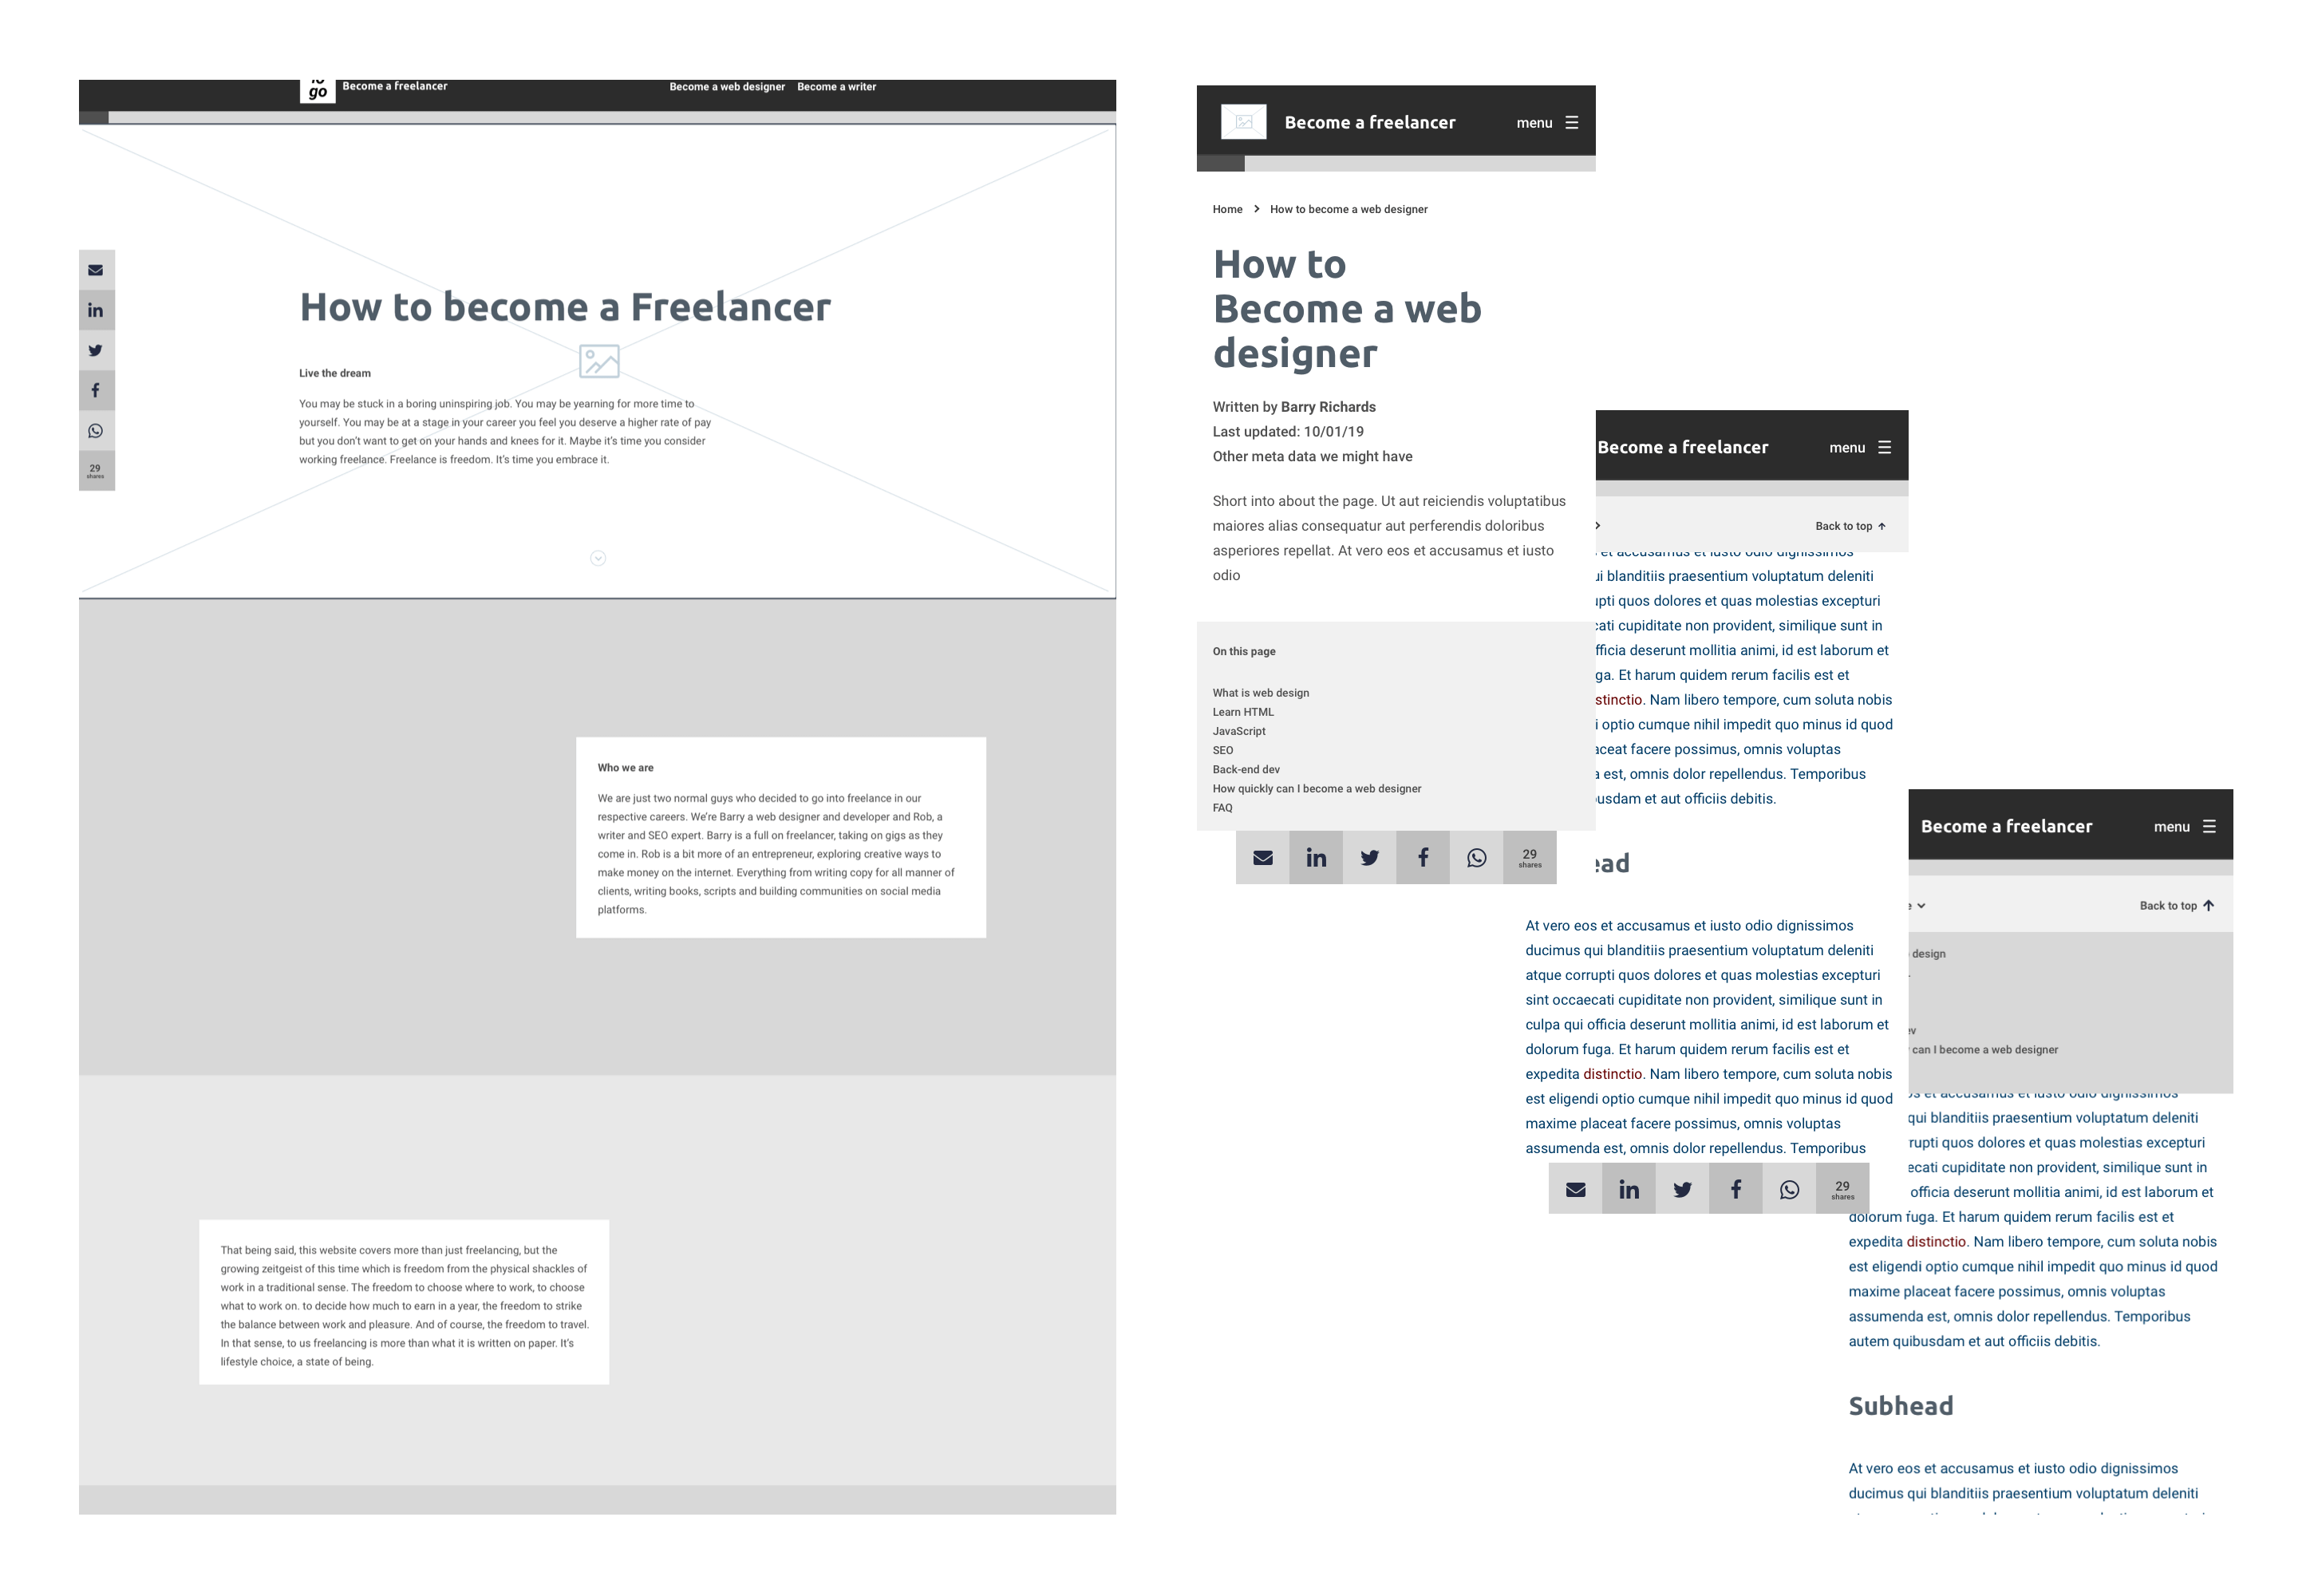 go
Become a freelancer
Become a web designer
Become a writer
How to become a Freelancer
Live the dream
You may be stuck in a boring uninspiring job. You may be yearning for more time to
yourself. You may be at a stage in your career you feel you deserve a higher rate of pay
but you don't want to get on your hands and knees for it. Maybe it's time you consider
working freelance. Freelance is freedom. It's time you embrace it.
29
shares
Who we are
We are just two normal guys who decided to go into freelance in our
respective careers. We're Barry a web designer and developer and Rob, a
writer and SEO expert. Barry is a full on freelancer, taking on gigs as they
come in. Rob is a bit more of an entrepreneur, exploring creative ways to
make money on the internet. Everything from writing copy for all manner of
clients, writing books, scripts and building communities on social media
platforms.
That being said, this website covers more than just freelancing, but the
growing zeitgeist of this time which is freedom from the physical shackles of
work in a traditional sense. The freedom to choose where to work, to choose
what to work on. to decide how much to earn in a year, the freedom to strike
the balance between work and pleasure. And of course, the freedom to travel.
In that sense, to us freelancing is more than what it is written on paper. It's
lifestyle choice, a state of being.
Become a freelancer
menu
Home > How to become a web designer
How to
Become a web
designer
Written by Barry Richards
Last updated: 10/01/19
Other meta data we might have
Short into about the page. Ut aut reiciendis voluptatibus
maiores alias consequatur aut perferendis doloribus
asperiores repellat. At vero eos et accusamus et iusto
odio
On this page
What is web design
Learn HTML
JavaScript
SEO
Back-end dev
How quickly can I become a web designer
FAQ
29
shares
Become a freelancer
menu
Back to top
et accusamus et iusto odio dignissimos
blanditiis praesentium voluptatum deleniti
quos dolores et quas molestias excepturi
cupiditate non provident, similique sunt in
deserunt mollitia animi, id est laborum et
Et harum quidem rerum facilis est et
Nam libero tempore, cum soluta nobis
optio cumque nihil impedit quo minus id quod
facere possimus, omnis voluptas
est, omnis dolor repellendus. Temporibus
et aut officiis debitis.
ead
At vero eos et accusamus et iusto odio dignissimos
ducimus qui blanditiis praesentium voluptatum deleniti
atque corrupti quos dolores et quas molestias excepturi
sint occaecati cupiditate non provident, similique sunt in
culpa qui officia deserunt mollitia animi, id est laborum et
dolorum fuga. Et harum quidem rerum facilis est et
expedita distinctio. Nam libero tempore, cum soluta nobis
est eligendi optio cumque nihil impedit quo minus id quod
maxime placeat facere possimus, omnis voluptas
assumenda est, omnis dolor repellendus. Temporibus
29
shares
Become a freelancer
menu
Back to top
design
can I become a web designer
et accusamus et iusto odio dignissimos
qui blanditiis praesentium voluptatum deleniti
quos dolores et quas molestias excepturi
cupiditate non provident, similique sunt in
officia deserunt mollitia animi, id est laborum et
dolorum fuga. Et harum quidem rerum facilis est et
expedita distinctio. Nam libero tempore, cum soluta nobis
est eligendi optio cumque nihil impedit quo minus id quod
maxime placeat facere possimus, omnis voluptas
assumenda est, omnis dolor repellendus. Temporibus
autem quibusdam et aut officiis debitis.
Subhead
At vero eos et accusamus et iusto odio dignissimos
ducimus qui blanditiis praesentium voluptatum deleniti